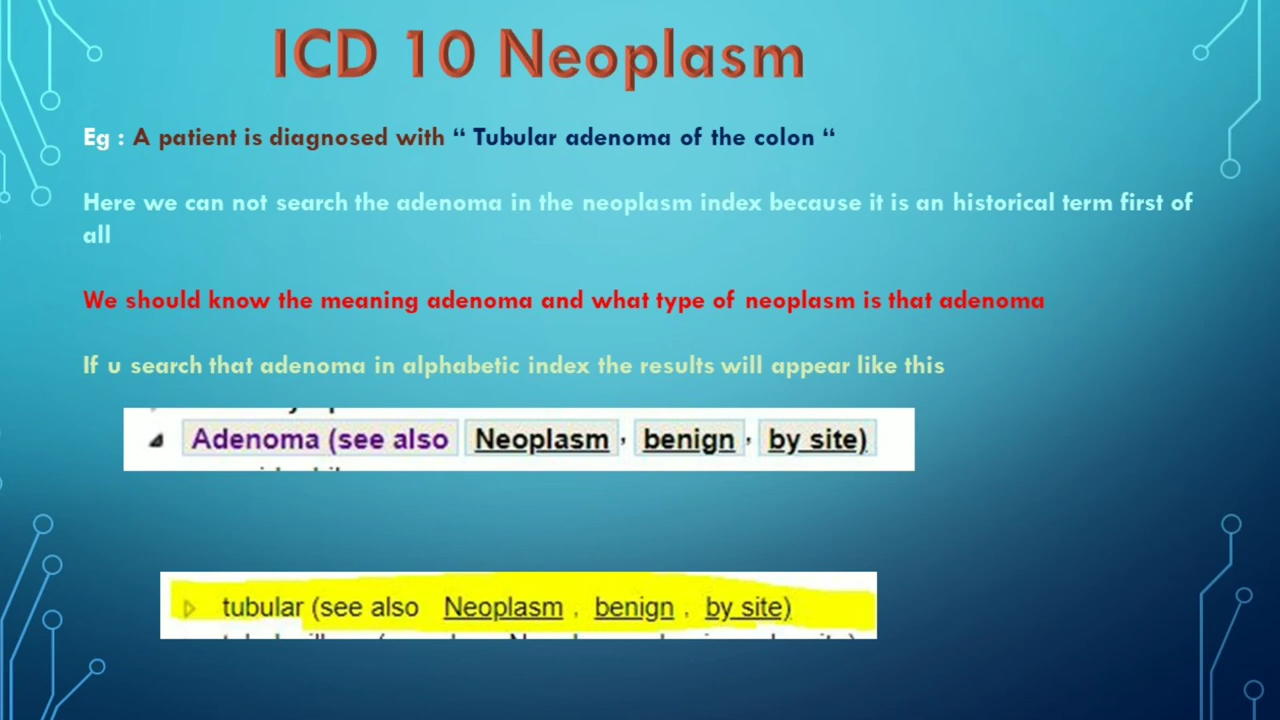 ICD 10 Neoplasm
Eg : A patient is diagnosed with “ Tubular adenoma of the colon “
Here we can not search the adenoma in the neoplasm index because it is an historical term first of
all
We should know the meaning adenoma and what type of neoplasm is that adenoma
If u search that adenoma in alphabetic index the results will appear like this
Adenoma (see also Neoplasm , benign , by site)
tubular (see also Neoplasm , benign , by site)